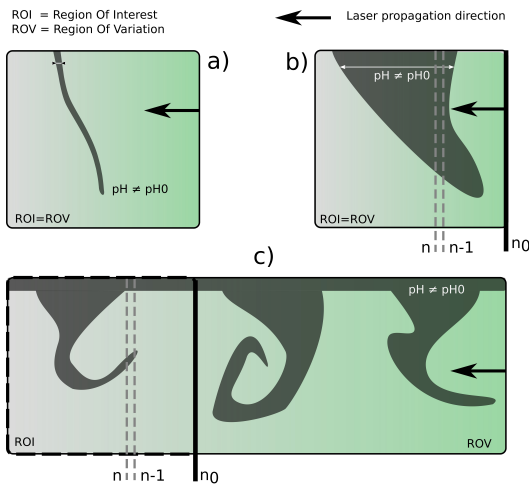 ROI = Region Of Interest
ROV = Region Of Variation
Laser propagation direction
a)
pH ≠ pH0
ROI=ROV
b)
pH ≠ pH0
ROI=ROV
n n-1 n0
c)
pH ≠ pH0
ROI
ROV
n n-1 n0